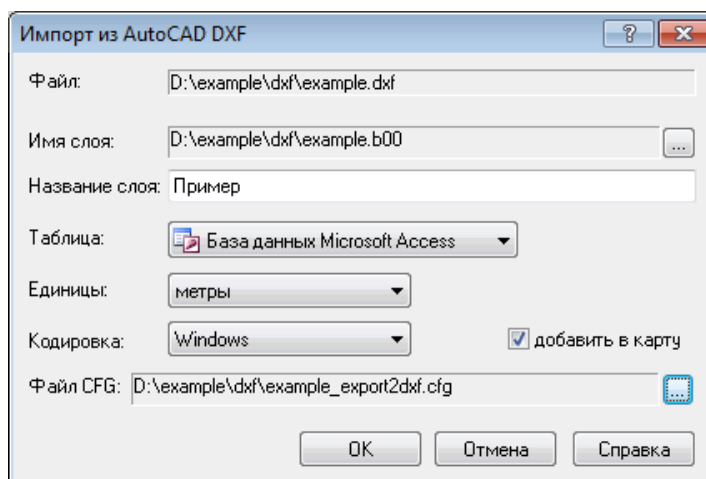 Импорт из AutoCAD DXF
Файл: D:\example\dxf\example.dxf
Имя слоя: D:\example\dxf\example.b00 ...
Название слоя: Пример
Таблица: База данных Microsoft Access
Единицы: метры
Кодировка: Windows добавить в карту
Файл CFG: D:\example\dxf\example_export2dxf.cfg ...
OK Отмена Справка